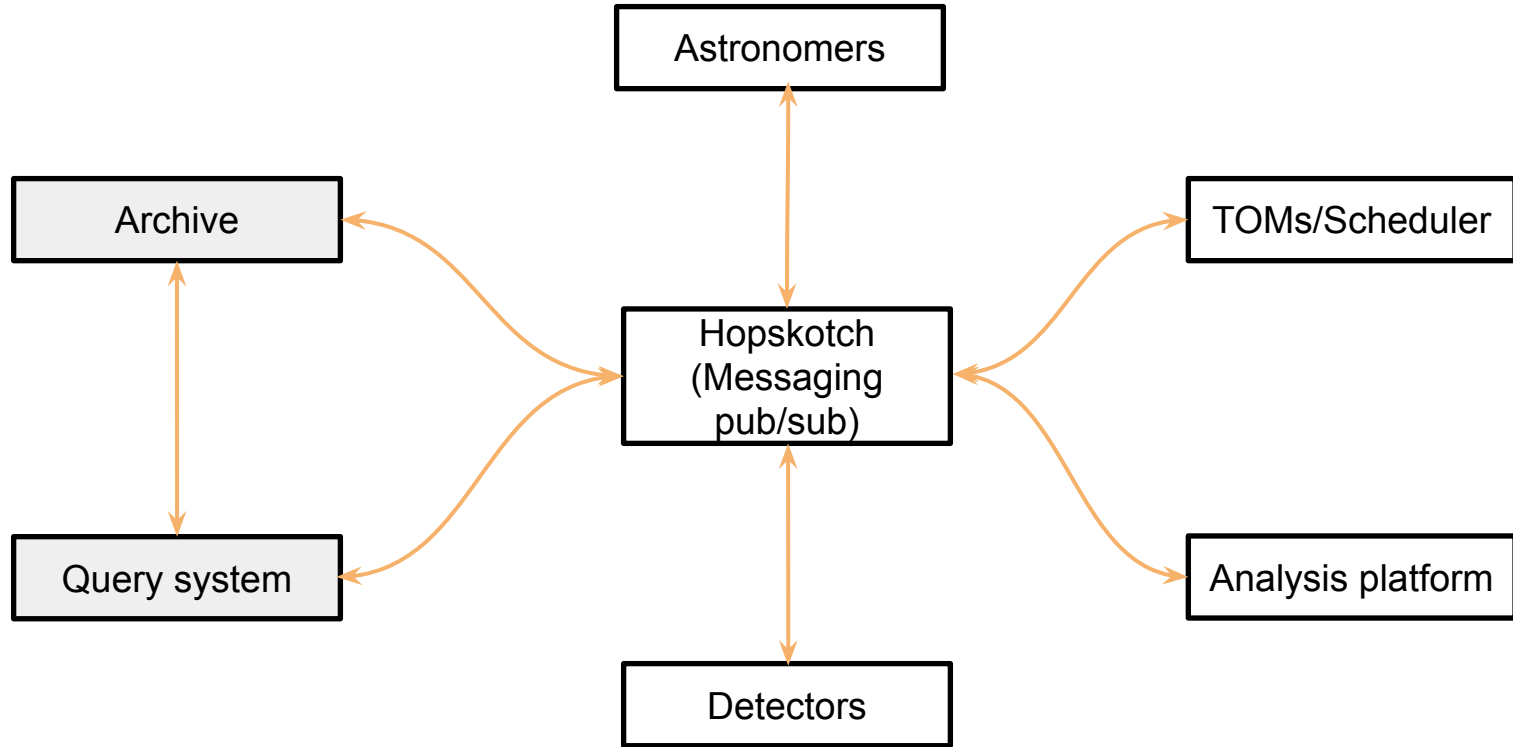 Astronomers
Archive
TOMs/Scheduler
Hopskotch
(Messaging
pub/sub)
Query system
Analysis platform
Detectors